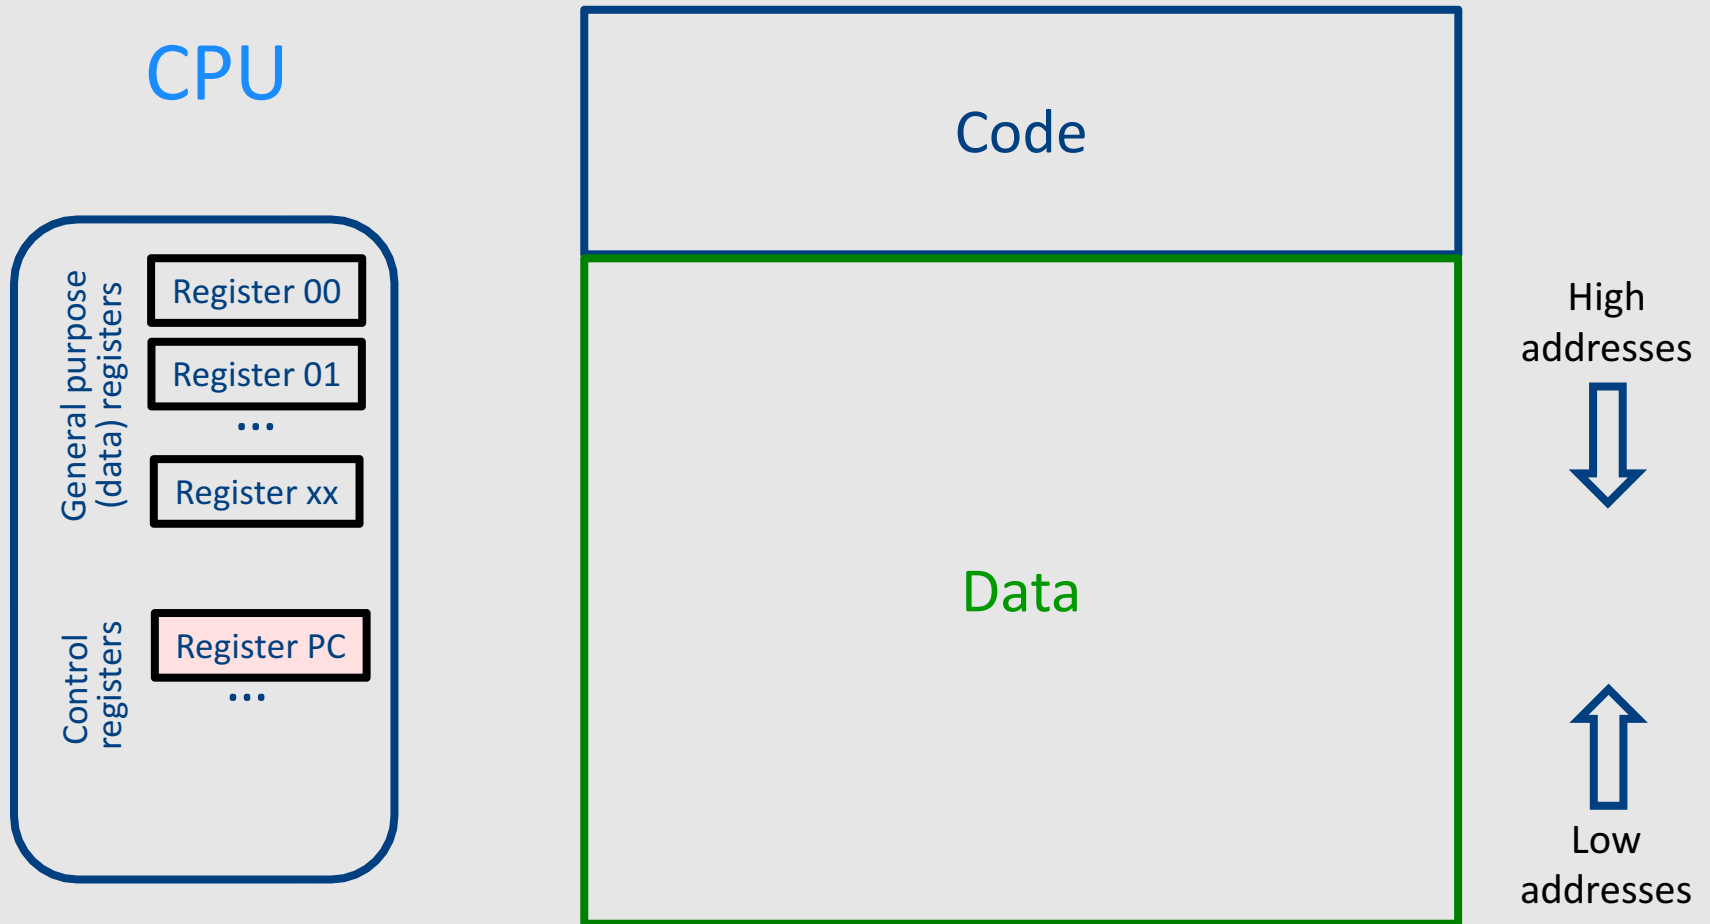 CPU
General purpose
(data) registers
Register 00
Register 01
...
Register xx
Control
registers
Register PC
...
Code
Data
High
addresses
Low
addresses